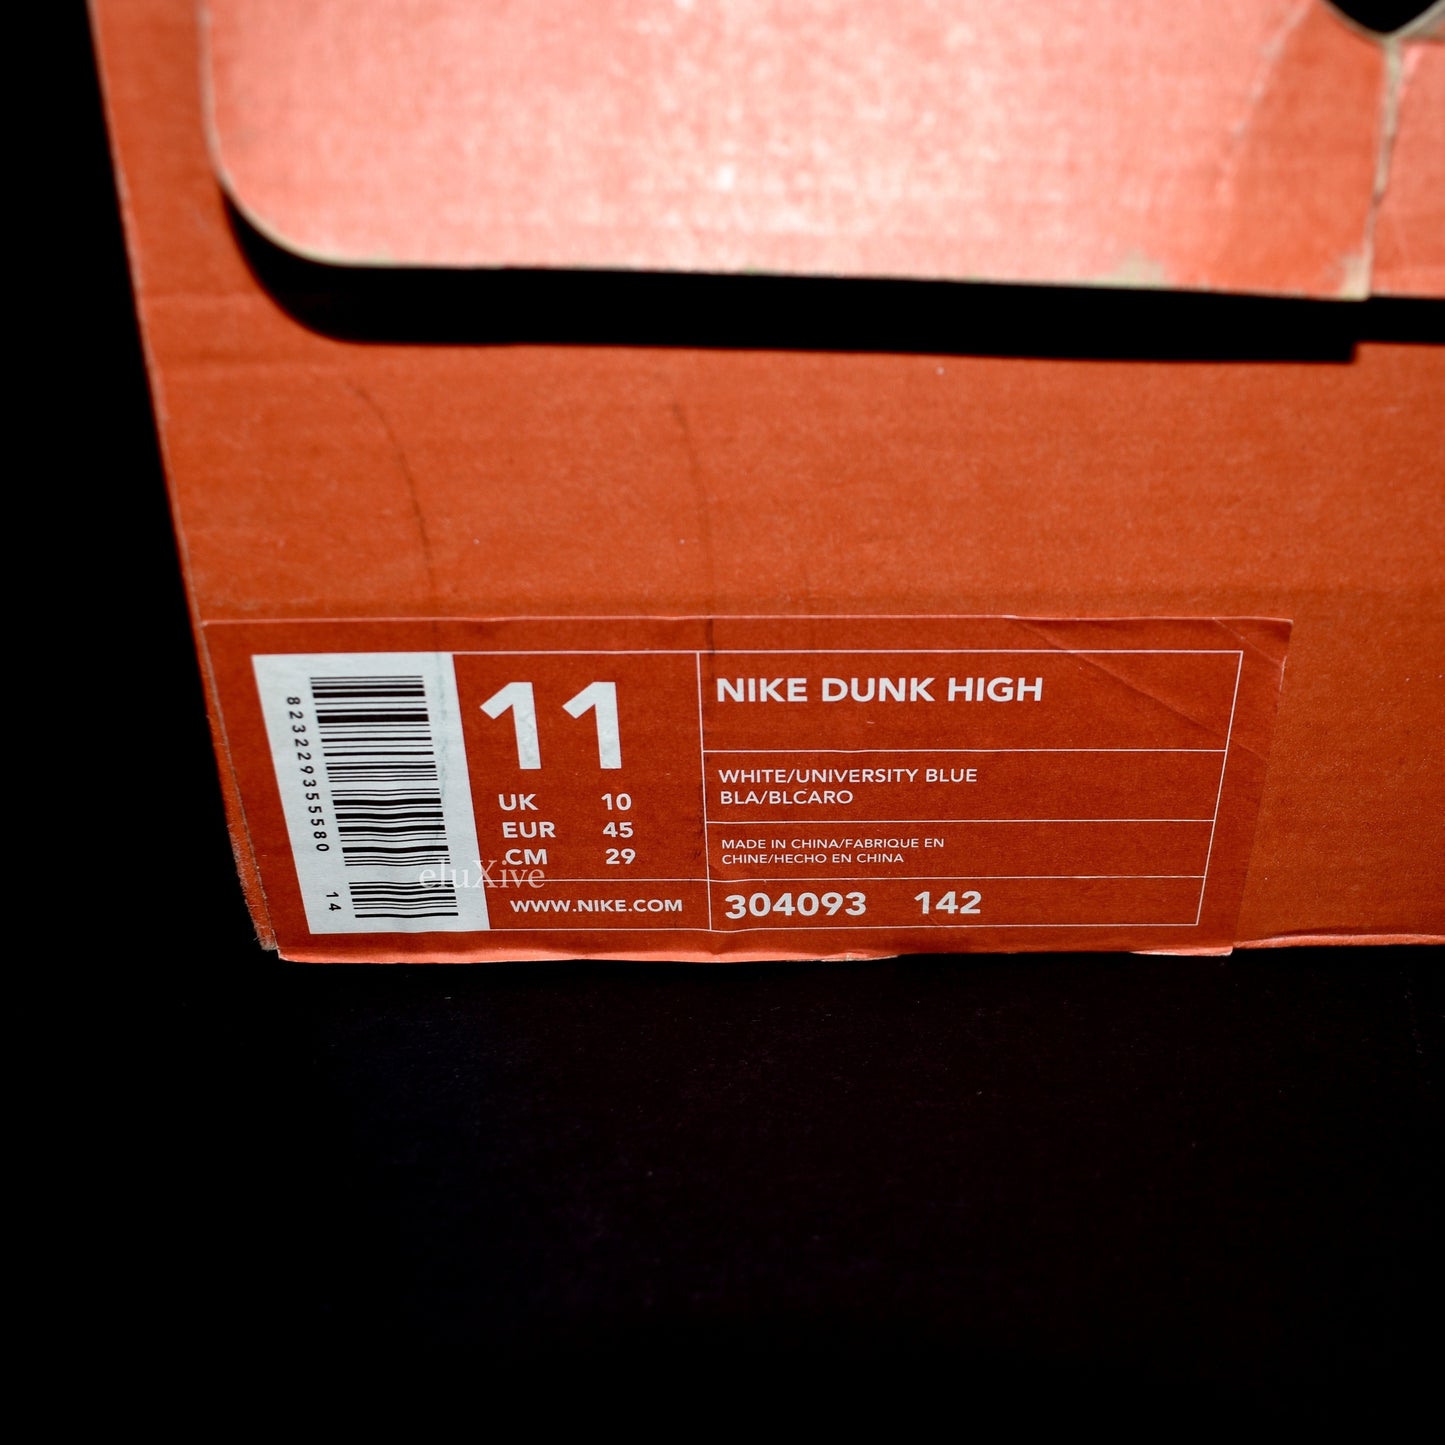 823229355580
14
11
UK 10
EUR 45
CM 29
eluXive
WWW.NIKE.COM
NIKE DUNK HIGH
WHITE/UNIVERSITY BLUE
BLA/BLCARO
MADE IN CHINA/FABRIQUE EN
CHINE/HECHO EN CHINA
304093 142